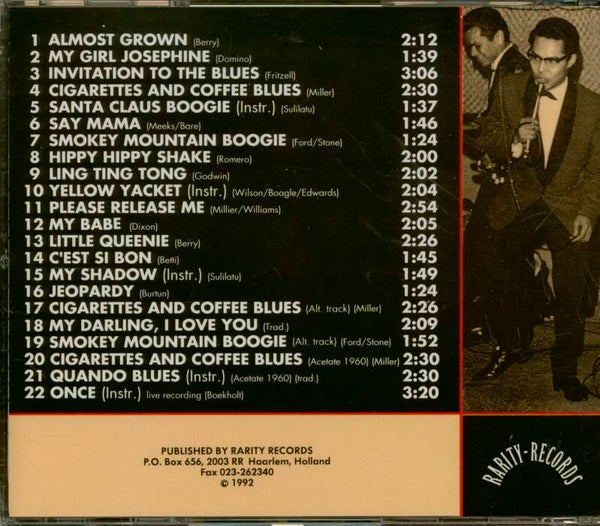 1 ALMOST GROWN (Berry) 2:12
2 MY GIRL JOSEPHINE (Domino) 1:39
3 INVITATION TO THE BLUES (Fritzell) 3:06
4 CIGARETTES AND COFFEE BLUES (Miller) 2:30
5 SANTA CLAUS BOOGIE (Instr.) (Sulilatu) 1:37
6 SAY MAMA (Meeks/Bare) 1:46
7 SMOKEY MOUNTAIN BOOGIE (Ford/Stone) 1:24
8 HIPPY HIPPY SHAKE (Romero) 2:00
9 LING TING TONG (Godwin) 2:02
10 YELLOW YACKET (Instr.) (Wilson/Boagle/Edwards) 2:04
11 PLEASE RELEASE ME (Millier/Williams) 2:54
12 MY BABE (Dixon) 2:05
13 LITTLE QUEENIE (Berry) 2:26
14 C'EST SI BON (Betti) 1:45
15 MY SHADOW (Instr.) (Sulilatu) 1:49
16 JEOPARDY (Burtun) 1:24
17 CIGARETTES AND COFFEE BLUES (Alt. track) (Miller) 2:26
18 MY DARLING, I LOVE YOU (Trad.) 2:09
19 SMOKEY MOUNTAIN BOOGIE (Alt. track) (Ford/Stone) 1:52
20 CIGARETTES AND COFFEE BLUES (Acetate 1960) (Miller) 2:30
21 QUANDO BLUES (Instr.) (Acetate 1960) (trad.) 2:30
22 ONCE (Instr.) live recording (Boekholt) 3:20
PUBLISHED BY RARITY RECORDS
P.O. Box 656, 2003 RR Haarlem, Holland
Fax 023-262340
© 1992
RARITY-RECORDS